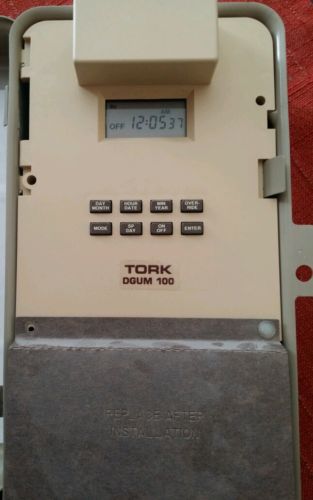 AM
OFF 12:05 37
DAY MONTH HOUR DATE MIN YEAR OVER-RIDE
MODE SP DAY ON OFF ENTER
TORK
DGUM 100
REPLACE AFTER
INSTALLATION